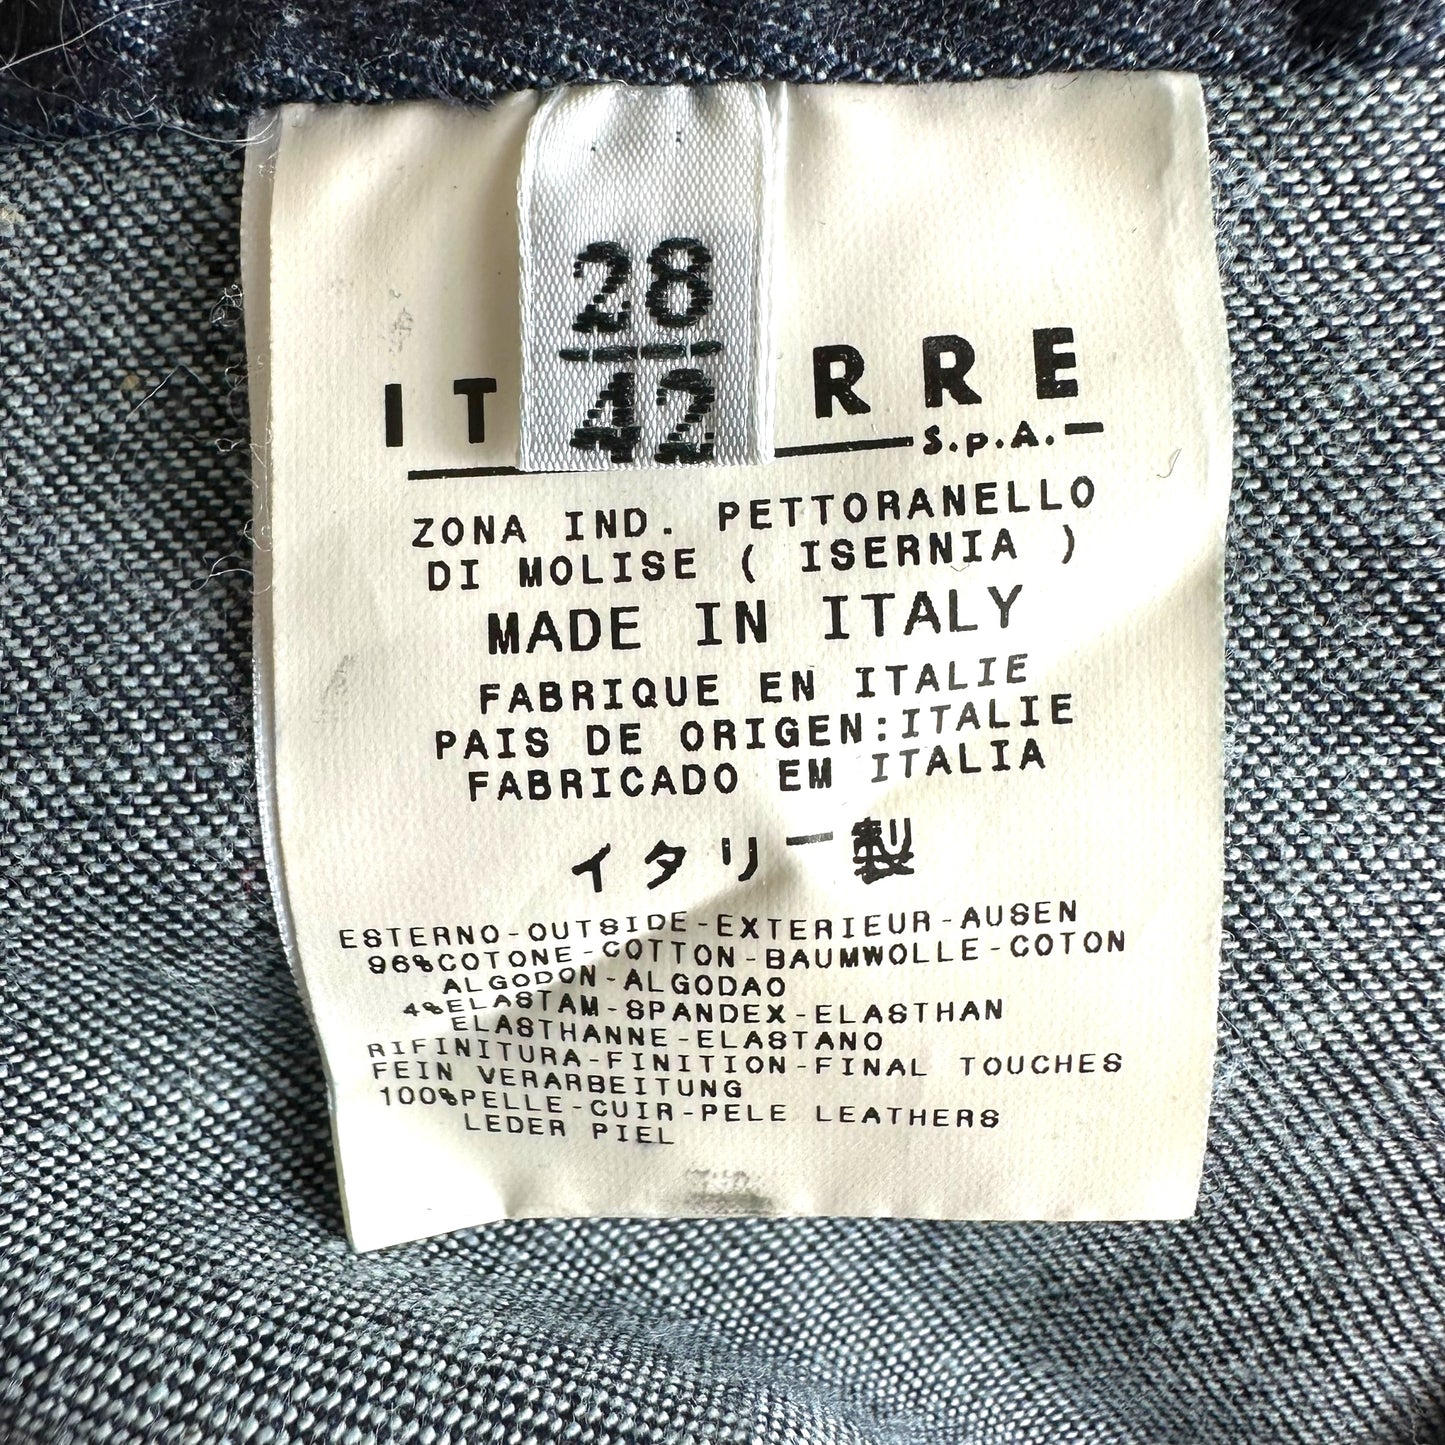 28
42
IT RRE
S.p.A.
ZONA IND. PETTORANELLO
DI MOLISE ( ISERNIA )
MADE IN ITALY
FABRIQUE EN ITALIE
PAIS DE ORIGEN:ITALIE
FABRICADO EM ITALIA
イタリー製
ESTERNO-OUTSIDE-EXTERIEUR-AUSEN
96%COTONE-COTTON-BAUMWOLLE-COTON
ALGODON-ALGODAO
4%ELASTAM-SPANDEX-ELASTHAN
ELASTHANNE-ELASTANO
RIFINITURA-FINITION-FINAL TOUCHES
FEIN VERARBEITUNG
100%PELLE-CUIR-PELE LEATHERS
LEDER PIEL